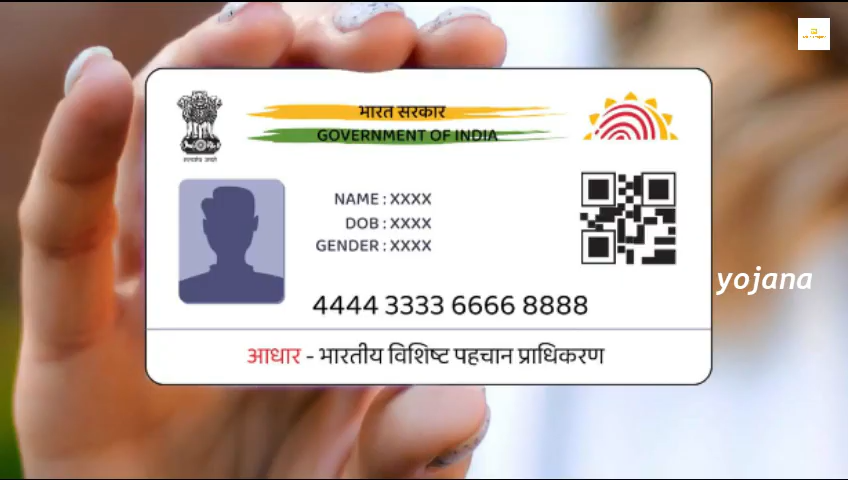 भारत सरकार
GOVERNMENT OF INDIA
NAME : XXXX
DOB : XXXX
GENDER : XXXX
yojana
4444 3333 6666 8888
आधार - भारतीय विशिष्ट पहचान प्राधिकरण